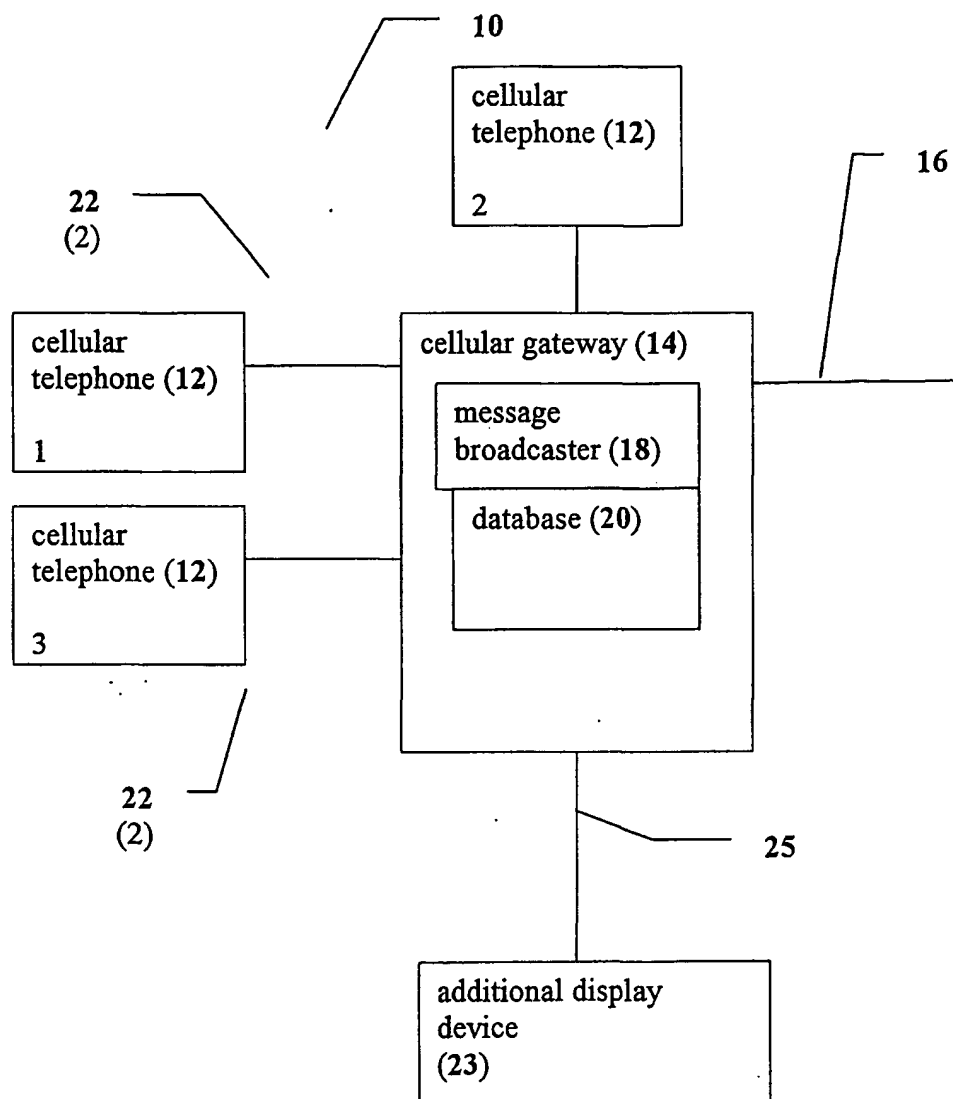 10
cellular
telephone (12)
2
16
22
(2)
cellular
telephone (12)
1
cellular gateway (14)
message
broadcaster (18)
database (20)
cellular
telephone (12)
3
22
(2)
25
additional display
device
(23)